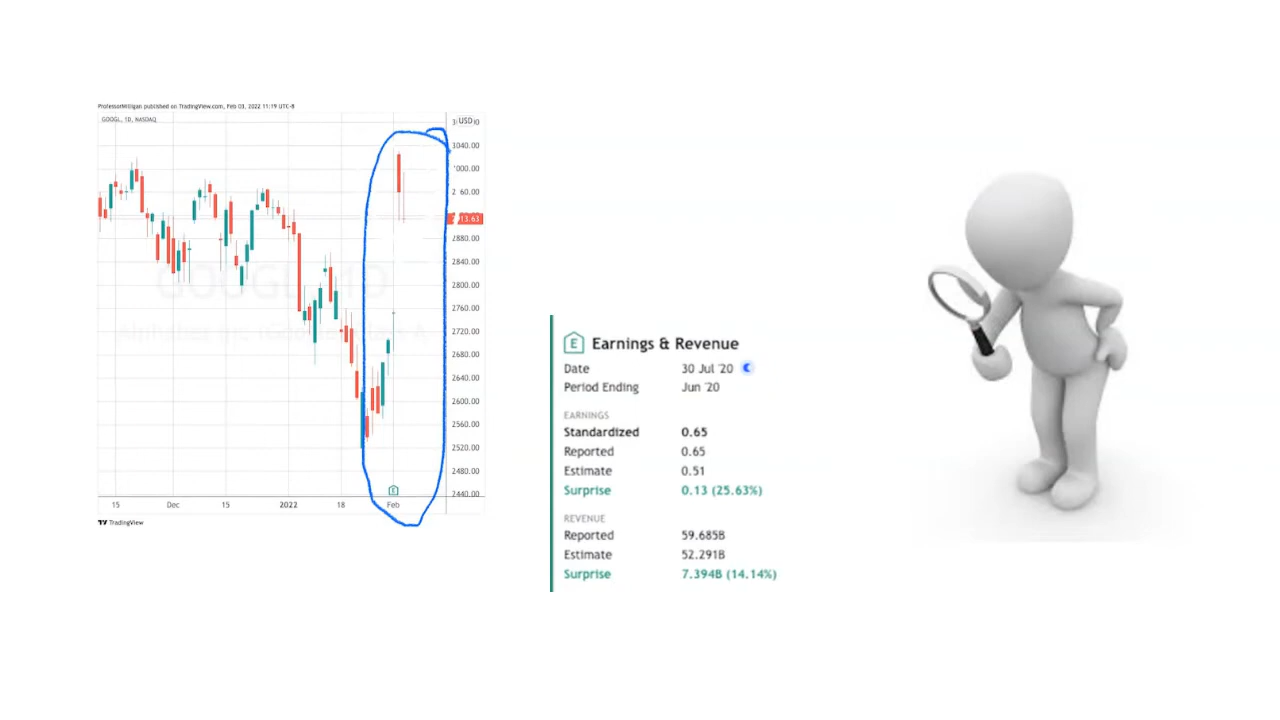 ProfessorMilligan published on TradingView.com, Feb 03, 2022 11:19 UTC-8
GOOGL, 1D, NASDAQ
USD
3040.00
2880.00
2840.00
2800.00
2760.00
2720.00
2680.00
2640.00
2600.00
2560.00
2520.00
2480.00
2440.00
15 Dec 15 2022 18 Feb
TradingView
E Earnings & Revenue
Date 30 Jul '20
Period Ending Jun '20
EARNINGS
Standardized 0.65
Reported 0.65
Estimate 0.51
Surprise 0.13 (25.63%)
REVENUE
Reported 59.685B
Estimate 52.291B
Surprise 7.394B (14.14%)